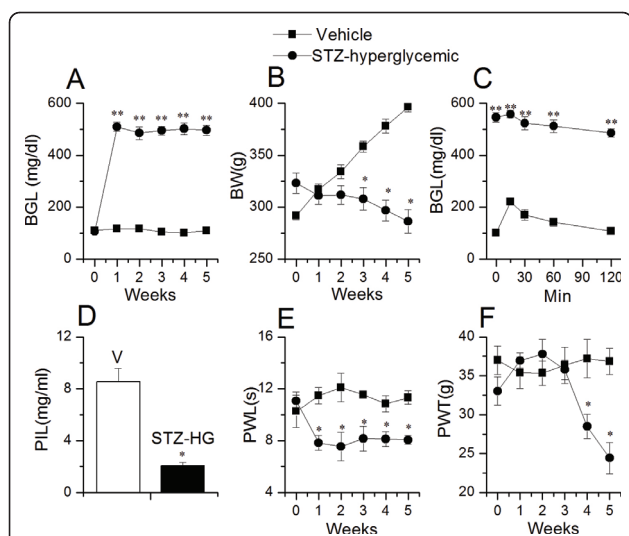 Vehicle
STZ-hyperglycemic
A
B
C
600
400
200
0
BGL (mg/dl)
** ** ** ** **
0 1 2 3 4 5
Weeks
400
350
300
250
BW(g)
* * *
0 1 2 3 4 5
Weeks
600
400
200
0
BGL(mg/dl)
** ** ** ** **
0 30 60 90 120
Min
D
E
F
12
9
6
3
0
PIL(mg/ml)
V
STZ-HG
*
16
12
8
4
PWL(s)
* * * * *
0 1 2 3 4 5
Weeks
40
35
30
25
20
PWT(g)
* *
0 1 2 3 4 5
Weeks